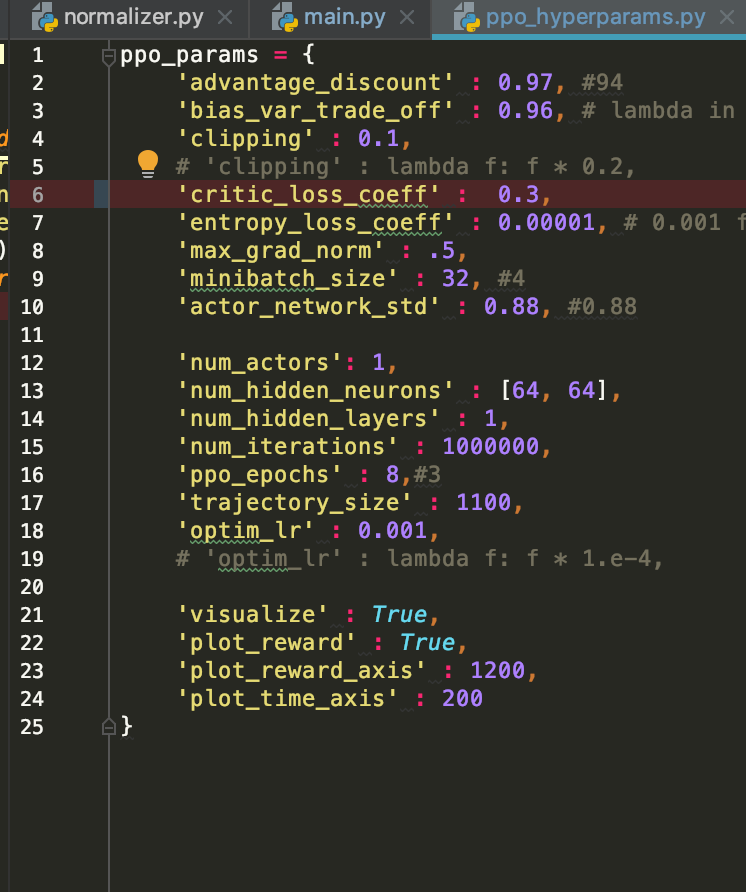 normalizer.py
main.py
ppo_hyperparams.py
1 ppo_params = {
2 'advantage_discount' : 0.97, #94
3 'bias_var_trade_off' : 0.96, # lambda in
4 'clipping' : 0.1,
5 # 'clipping' : lambda f: f * 0.2,
6 'critic_loss_coeff' : 0.3,
7 'entropy_loss_coeff' : 0.00001, # 0.001 f
8 'max_grad_norm' : .5,
9 'minibatch_size' : 32, #4
10 'actor_network_std' : 0.88, #0.88
11
12 'num_actors': 1,
13 'num_hidden_neurons' : [64, 64],
14 'num_hidden_layers' : 1,
15 'num_iterations' : 1000000,
16 'ppo_epochs' : 8,#3
17 'trajectory_size' : 1100,
18 'optim_lr' : 0.001,
19 # 'optim_lr' : lambda f: f * 1.e-4,
20
21 'visualize' : True,
22 'plot_reward' : True,
23 'plot_reward_axis' : 1200,
24 'plot_time_axis' : 200
25 }